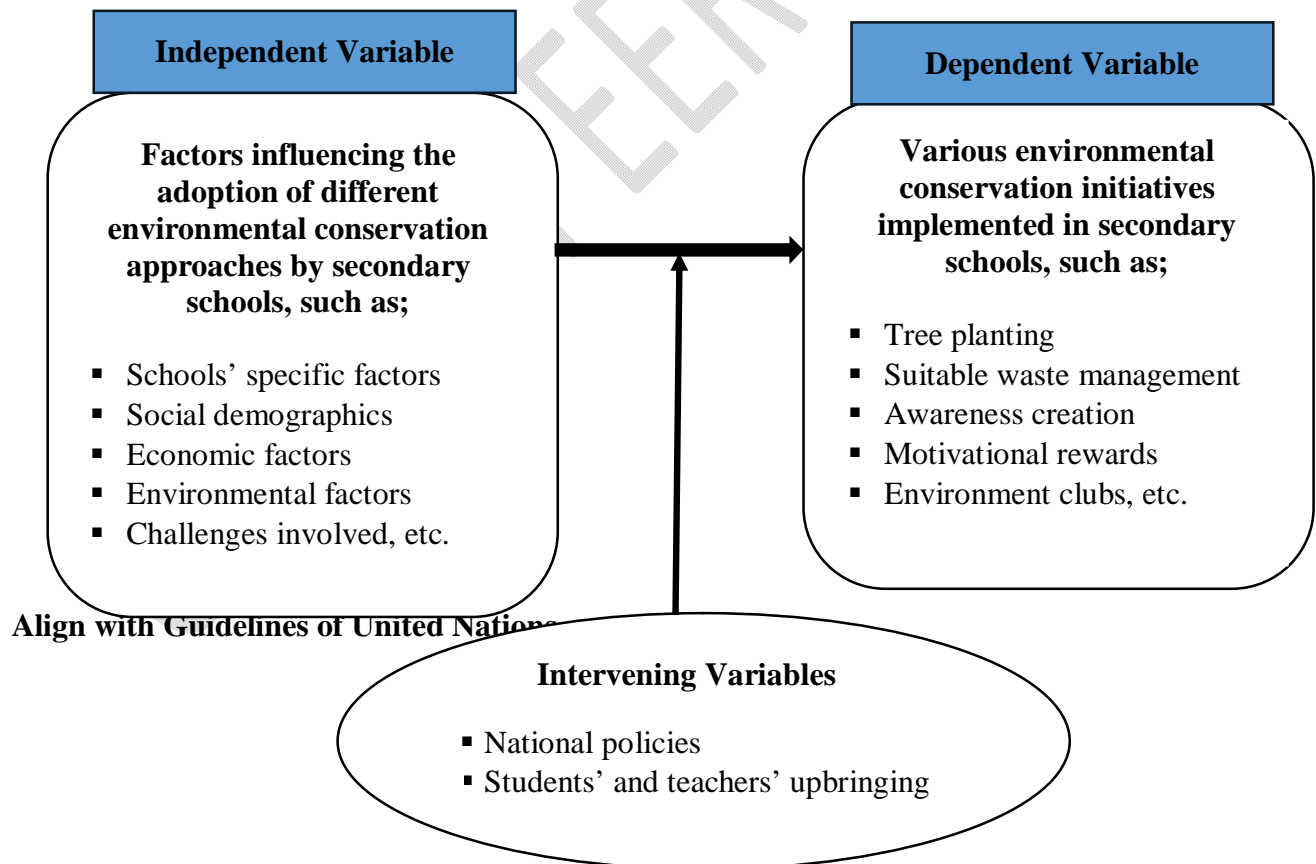 Independent Variable
Factors influencing the
adoption of different
environmental conservation
approaches by secondary
schools, such as;
▪ Schools’ specific factors
▪ Social demographics
▪ Economic factors
▪ Environmental factors
▪ Challenges involved, etc.
Dependent Variable
Various environmental
conservation initiatives
implemented in secondary
schools, such as;
▪ Tree planting
▪ Suitable waste management
▪ Awareness creation
▪ Motivational rewards
▪ Environment clubs, etc.
Align with Guidelines of United Nations
Intervening Variables
▪ National policies
▪ Students’ and teachers’ upbringing